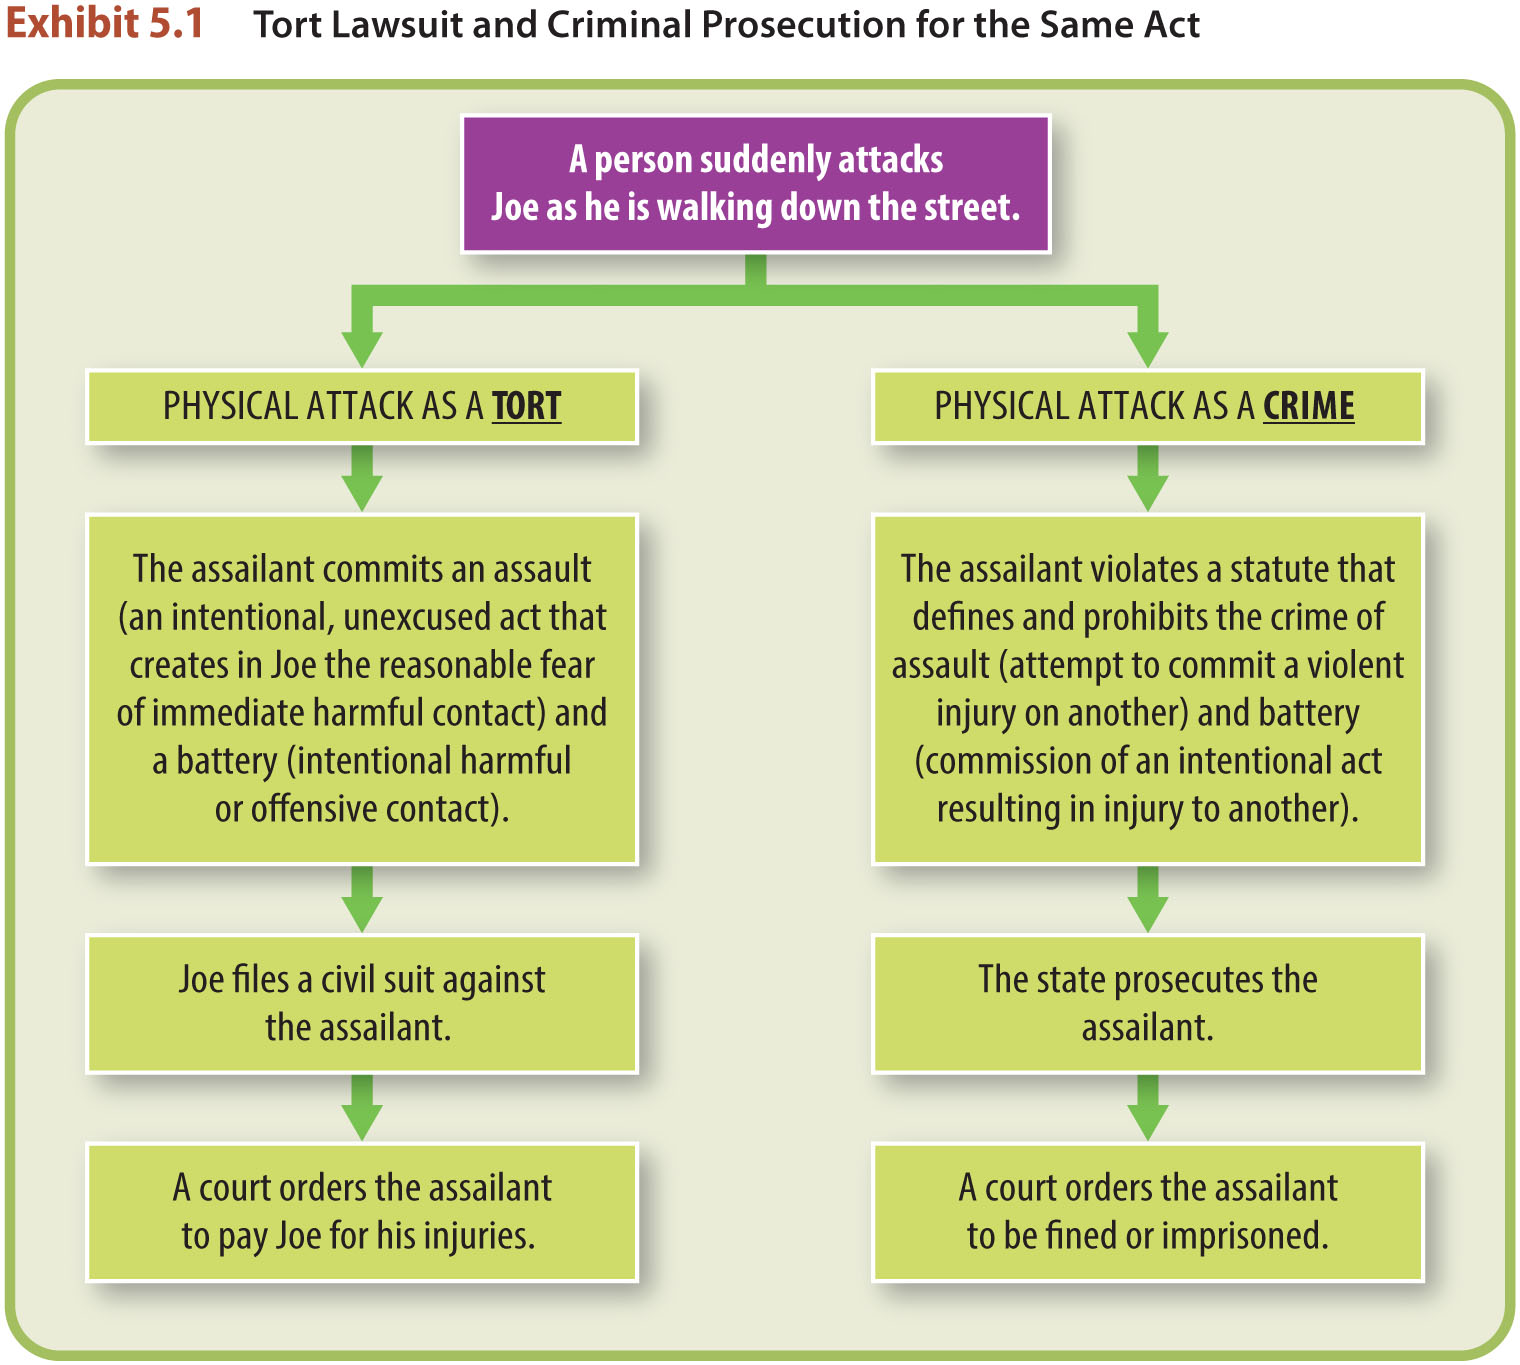 Exhibit 5.1 Tort Lawsuit and Criminal Prosecution for the Same Act
A person suddenly attacks
Joe as he is walking down the street.
PHYSICAL ATTACK AS A TORT
The assailant commits an assault
(an intentional, unexcused act that
creates in Joe the reasonable fear
of immediate harmful contact) and
a battery (intentional harmful
or offensive contact).
Joe files a civil suit against
the assailant.
A court orders the assailant
to pay Joe for his injuries.
PHYSICAL ATTACK AS A CRIME
The assailant violates a statute that
defines and prohibits the crime of
assault (attempt to commit a violent
injury on another) and battery
(commission of an intentional act
resulting in injury to another).
The state prosecutes the
assailant.
A court orders the assailant
to be fined or imprisoned.